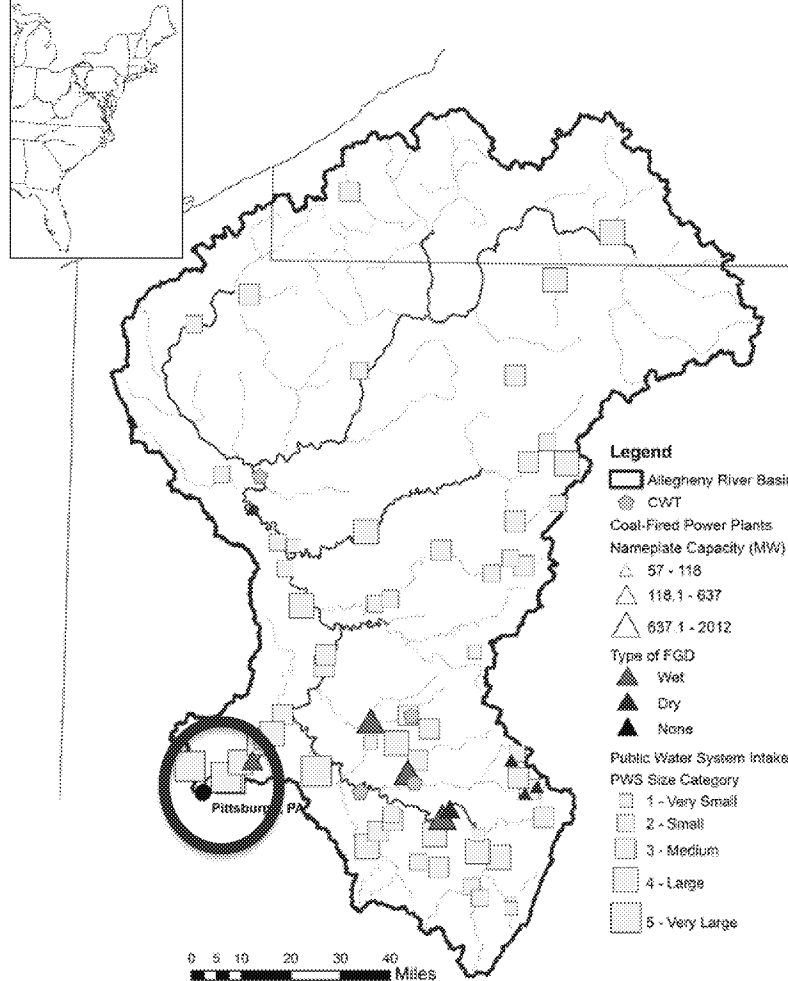 Legend
Allegheny River Basin
CWT
Coal-Fired Power Plants
Nameplate Capacity (MW)
57 - 118
118.1 - 637
637.1 - 2012
Type of FGD
Wet
Dry
None
Public Water System Intake
PWS Size Category
1 - Very Small
2 - Small
3 - Medium
4 - Large
5 - Very Large
Pittsburgh, PA
0 5 10 20 30 40
Miles